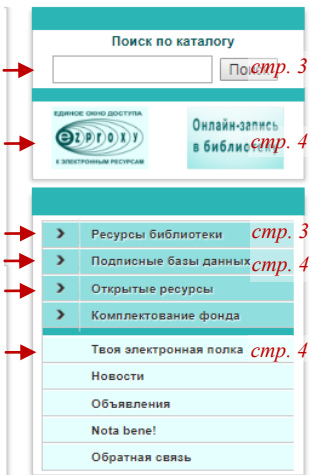 Поиск по каталогу
Поиск стр. 3
ЕДИНОЕ ОКНО ДОСТУПА
ezproxy
К ЭЛЕКТРОННЫМ РЕСУРСАМ
Онлайн-запись
в библиотеку стр. 4
Ресурсы библиотеки стр. 3
Подписные базы данных стр. 4
Открытые ресурсы
Комплектование фонда
Твоя электронная полка стр. 4
Новости
Объявления
Nota bene!
Обратная связь